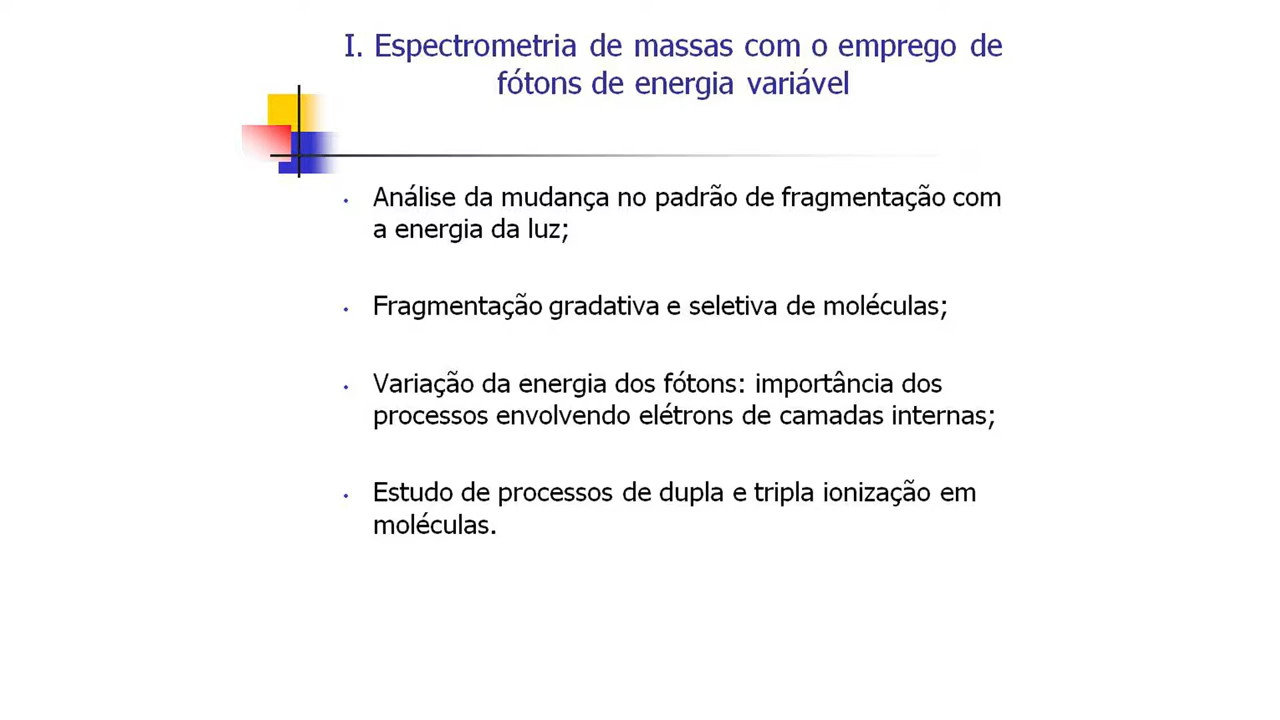 I. Espectrometria de massas com o emprego de
fótons de energia variável
• Análise da mudança no padrão de fragmentação com
a energia da luz;
• Fragmentação gradativa e seletiva de moléculas;
• Variação da energia dos fótons: importância dos
processos envolvendo elétrons de camadas internas;
• Estudo de processos de dupla e tripla ionização em
moléculas.